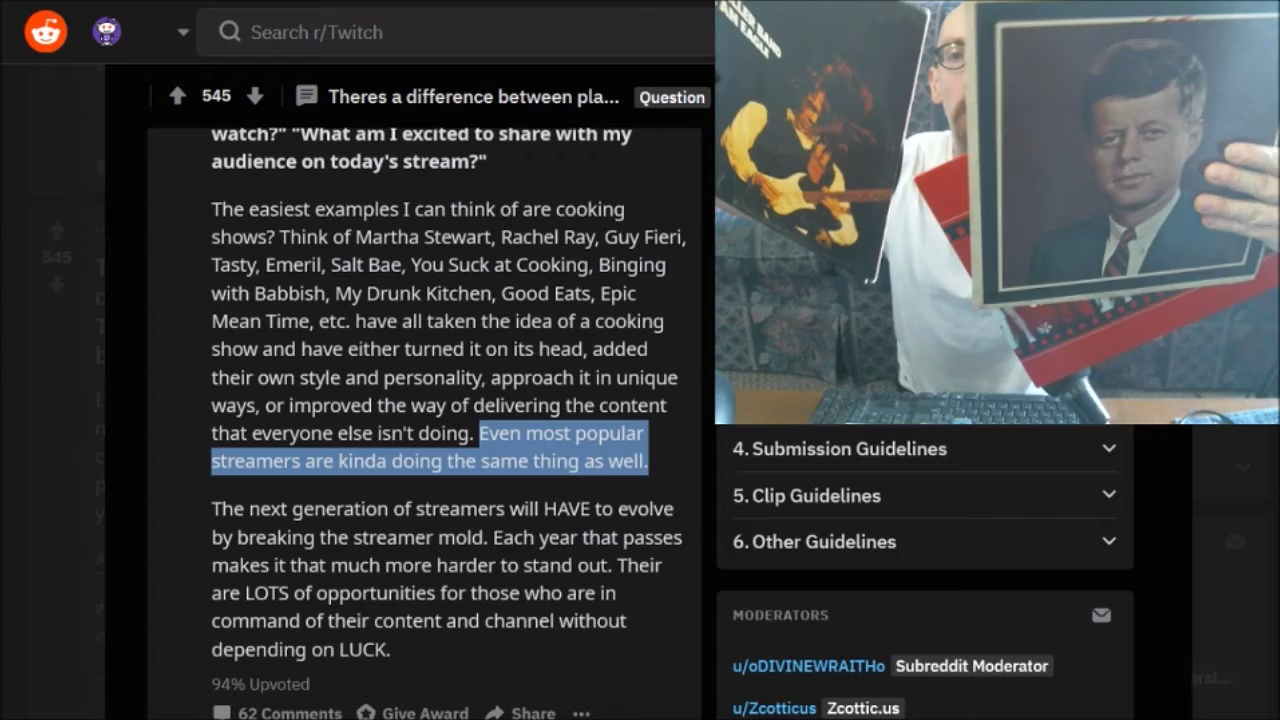 Search r/Twitch
545
Theres a difference between pla...
Question
watch?" "What am I excited to share with my
audience on today's stream?"
The easiest examples I can think of are cooking
shows? Think of Martha Stewart, Rachel Ray, Guy Fieri,
Tasty, Emeril, Salt Bae, You Suck at Cooking, Binging
with Babbish, My Drunk Kitchen, Good Eats, Epic
Mean Time, etc. have all taken the idea of a cooking
show and have either turned it on its head, added
their own style and personality, approach it in unique
ways, or improved the way of delivering the content
that everyone else isn't doing. Even most popular
streamers are kinda doing the same thing as well.
The next generation of streamers will HAVE to evolve
by breaking the streamer mold. Each year that passes
makes it that much more harder to stand out. Their
are LOTS of opportunities for those who are in
command of their content and channel without
depending on LUCK.
94% Upvoted
62 Comments Give Award Share ...
545
BAND
EAGLE
4. Submission Guidelines
5. Clip Guidelines
6. Other Guidelines
MODERATORS
u/oDIVINEWRAITHo Subreddit Moderator
u/Zcotticus Zcottic.us